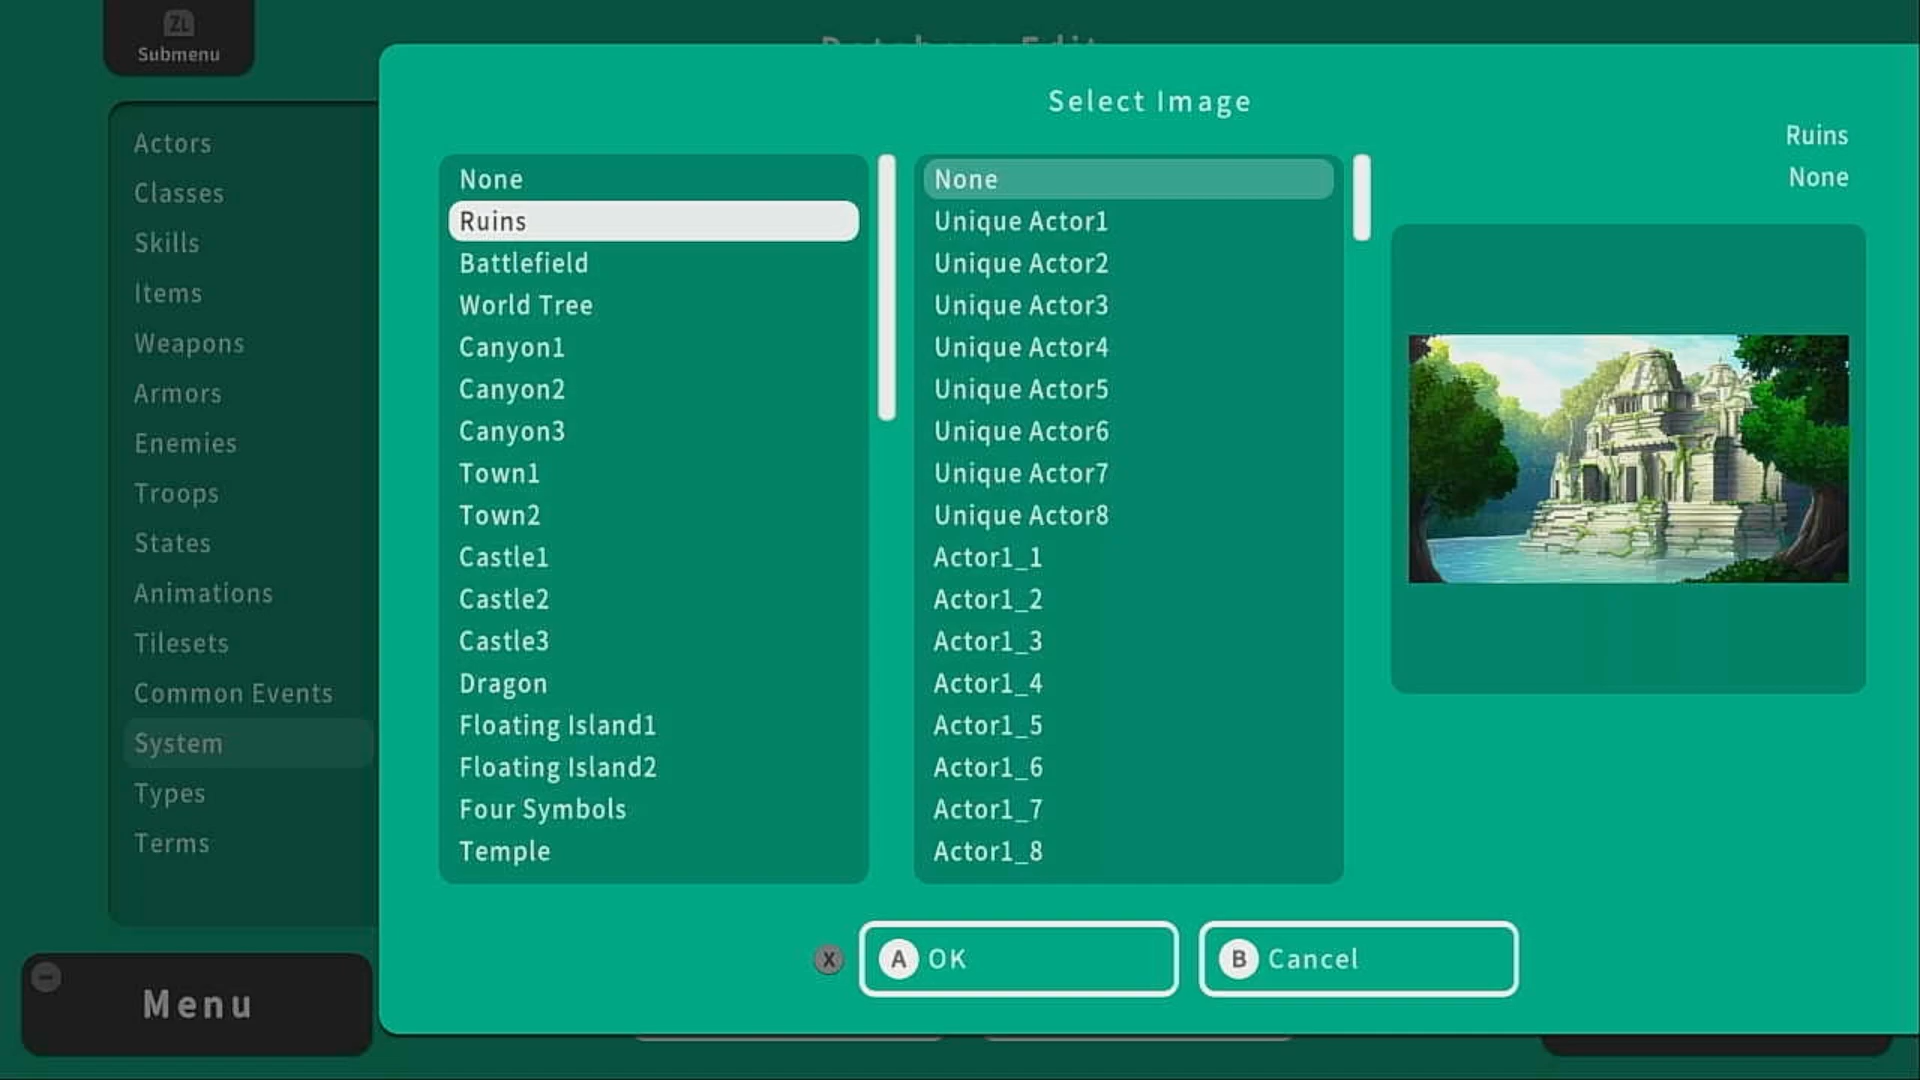 ZL
Submenu
Database Edit
Select Image
Actors
Classes
Skills
Items
Weapons
Armors
Enemies
Troops
States
Animations
Tilesets
Common Events
System
Types
Terms
None
Ruins
Battlefield
World Tree
Canyon1
Canyon2
Canyon3
Town1
Town2
Castle1
Castle2
Castle3
Dragon
Floating Island1
Floating Island2
Four Symbols
Temple
None
Unique Actor1
Unique Actor2
Unique Actor3
Unique Actor4
Unique Actor5
Unique Actor6
Unique Actor7
Unique Actor8
Actor1_1
Actor1_2
Actor1_3
Actor1_4
Actor1_5
Actor1_6
Actor1_7
Actor1_8
Ruins
None
X
A OK
B Cancel
Menu